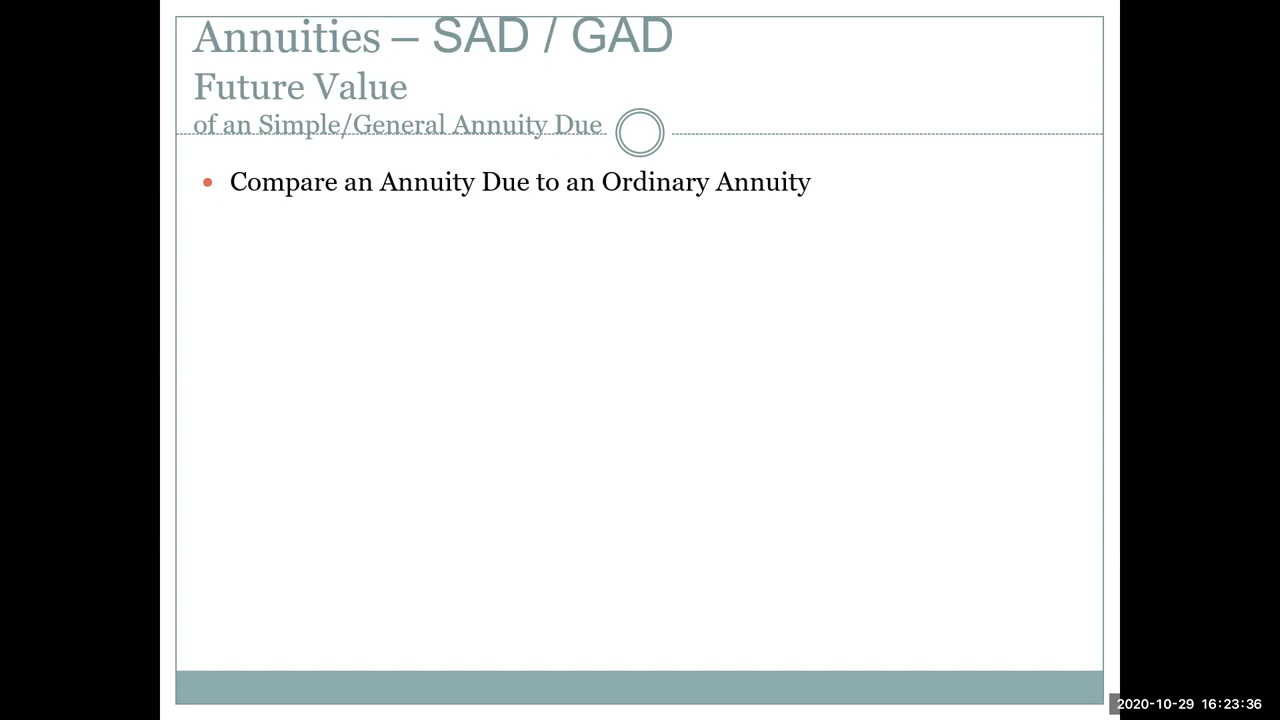 Annuities – SAD / GAD
Future Value
of an Simple/General Annuity Due
• Compare an Annuity Due to an Ordinary Annuity
2020-10-29 16:23:36